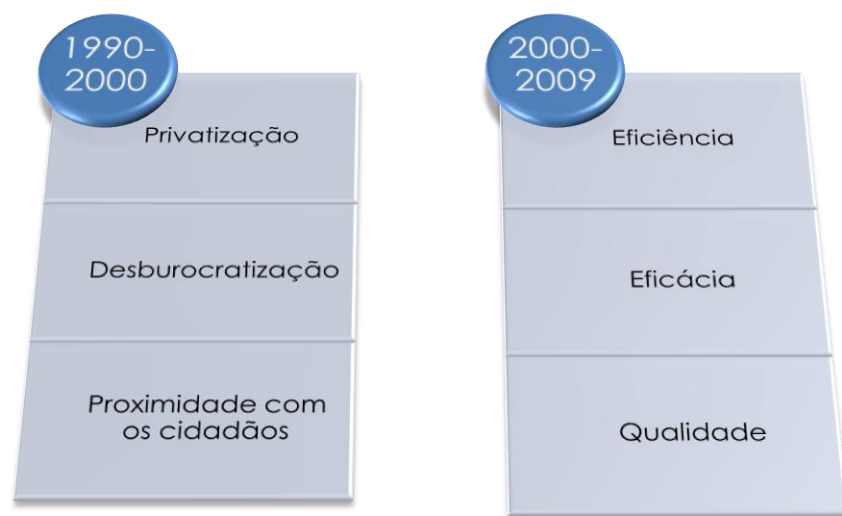 1990-
2000
Privatização
Desburocratização
Proximidade com
os cidadãos
2000-
2009
Eficiência
Eficácia
Qualidade